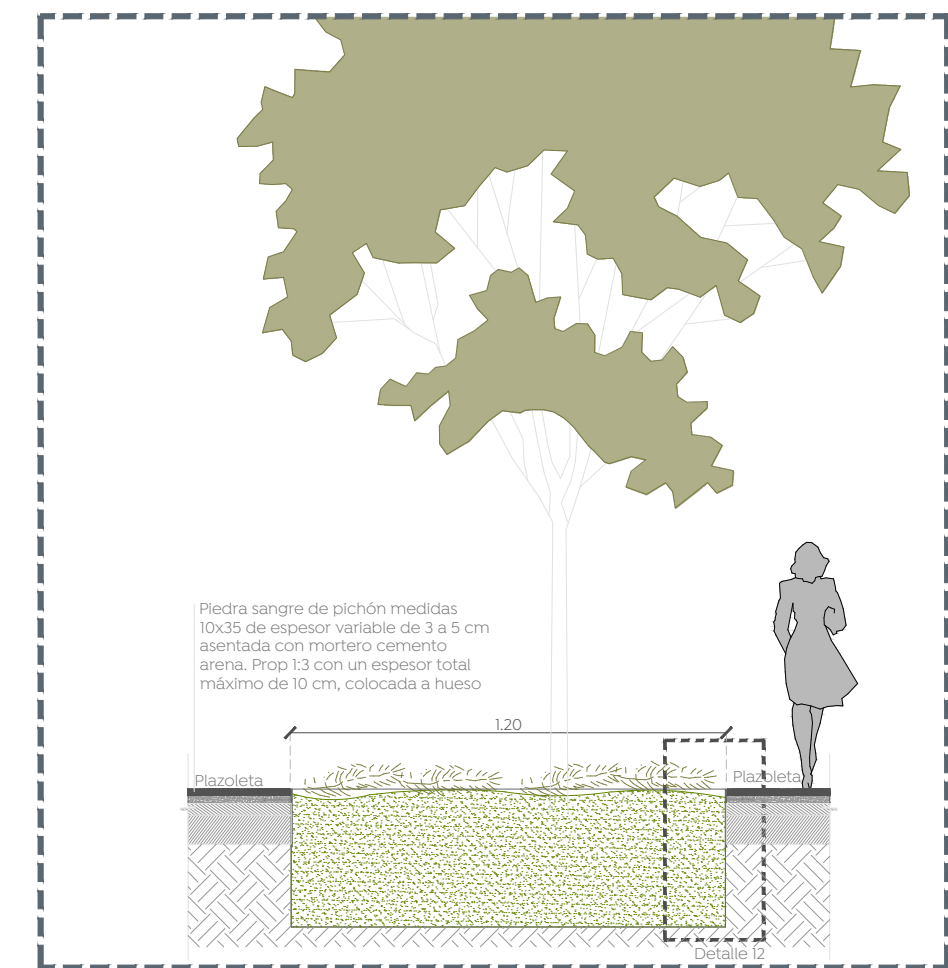 Piedra sangre de pichón medidas
10x35 de espesor variable de 3 a 5 cm
asentada con mortero cemento
arena. Prop 1:3 con un espesor total
máximo de 10 cm, colocada a hueso
1.20
Plazoleta
Plazoleta
Detalle 12